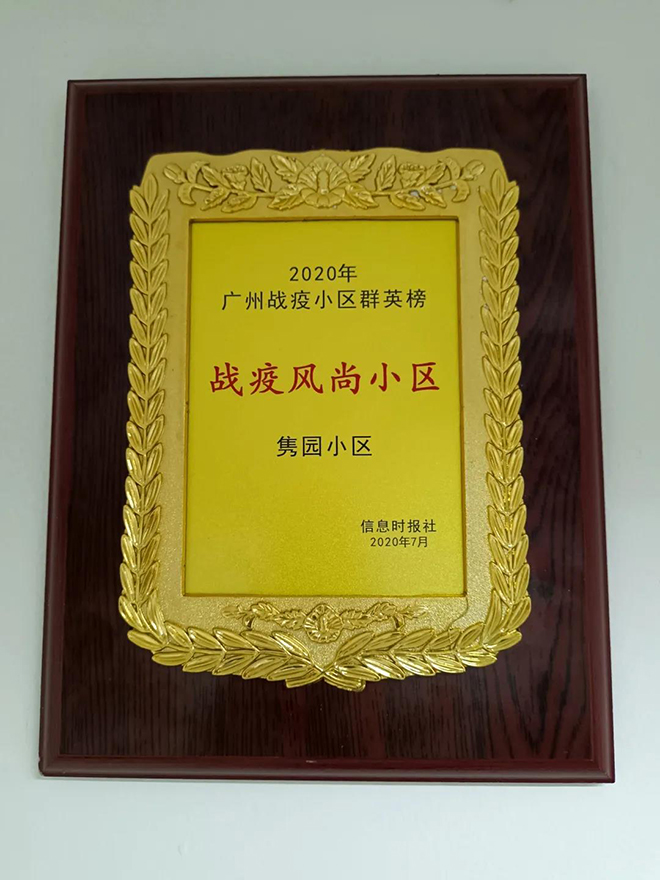 2020年
广州战疫小区群英榜
战疫风尚小区
隽园小区
信息时报社
2020年7月